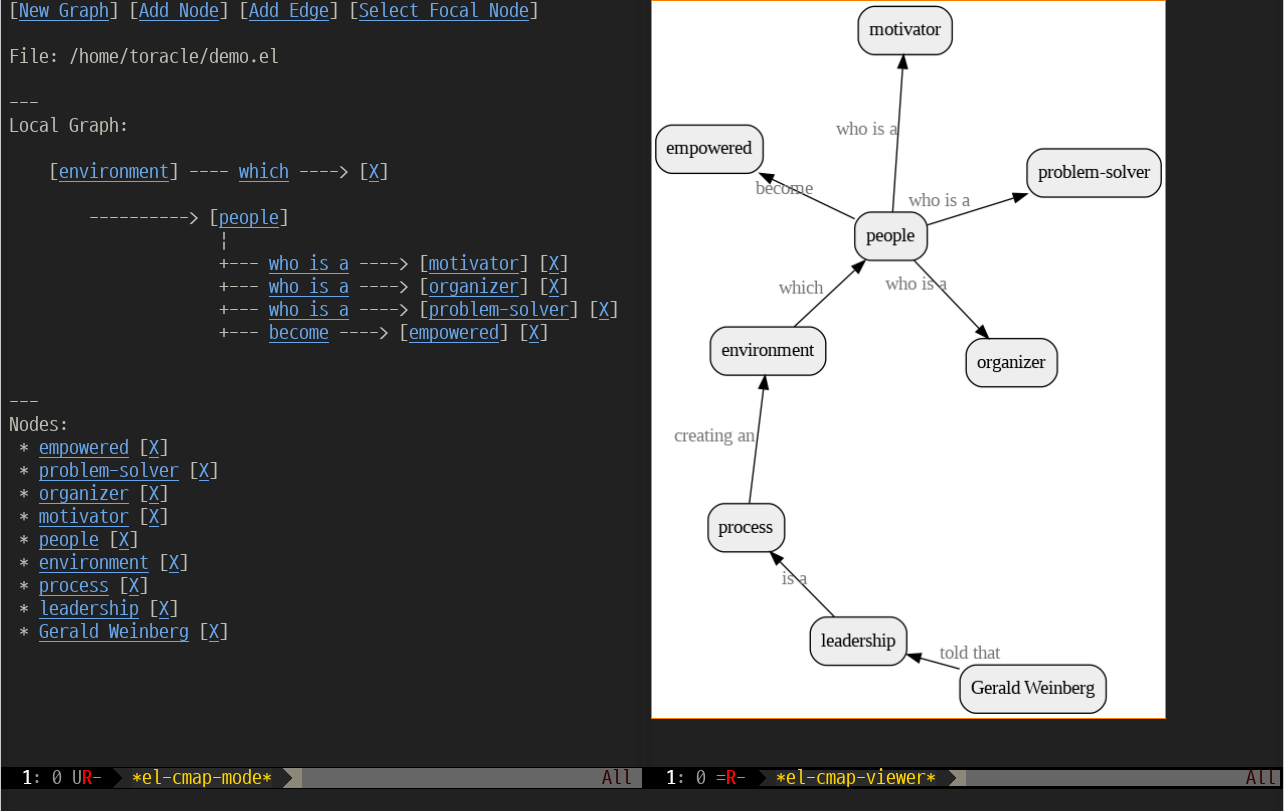 [New Graph] [Add Node] [Add Edge] [Select Focal Node]
File: /home/toracle/demo.el
---
Local Graph:
[environment] ---- which ----> [X]
----------> [people]
¦
+--- who is a ----> [motivator] [X]
+--- who is a ----> [organizer] [X]
+--- who is a ----> [problem-solver] [X]
+--- become ----> [empowered] [X]
---
Nodes:
* empowered [X]
* problem-solver [X]
* organizer [X]
* motivator [X]
* people [X]
* environment [X]
* process [X]
* leadership [X]
* Gerald Weinberg [X]
1: 0 UR- *el-cmap-mode* All
motivator
who is a
empowered
problem-solver
become
who is a
people
which
who is a
environment
organizer
creating an
process
is a
leadership
told that
Gerald Weinberg
1: 0 =R- *el-cmap-viewer* All